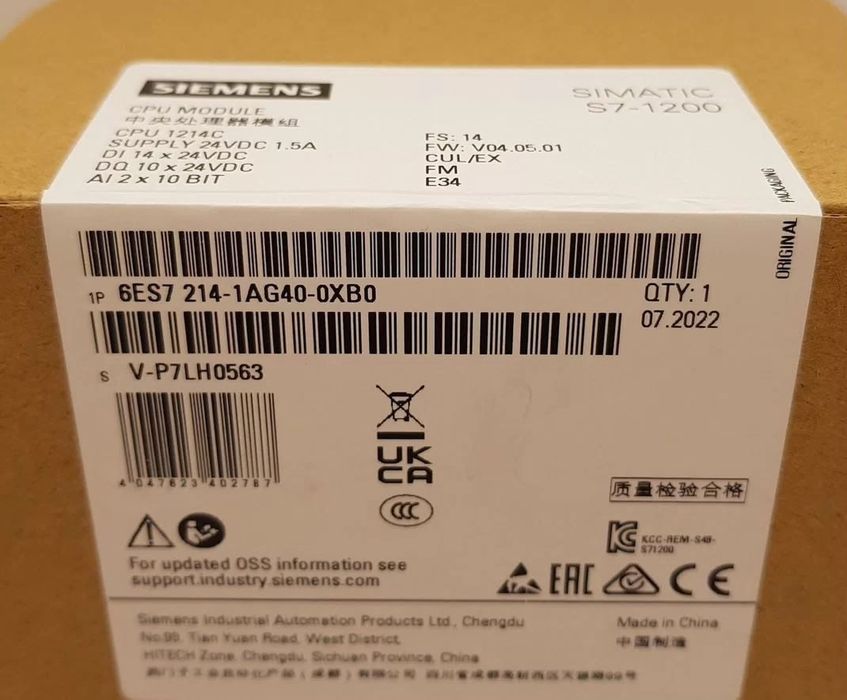 SIEMENS
SIMATIC
S7-1200
CPU MODULE
中央处理器模组
CPU 1214C
SUPPLY 24VDC 1.5A
DI 14 x 24VDC
DQ 10 x 24VDC
AI 2 x 10 BIT
FS: 14
FW: V04.05.01
CUL/EX
FM
E34
ORIGINAL PACKAGING
1P 6ES7 214-1AG40-0XB0
QTY: 1
07.2022
S V-P7LH0563
4 047623 402787
UK
CA
CCC
质量检验合格
KCC-REM-S49-
S71200
For updated OSS information see
support.industry.siemens.com
EAC
CE
Siemens Industrial Automation Products Ltd., Chengdu
No.99, Tian Yuan Road, West District,
HITECH Zone, Chengdu, Sichuan Province, China
Made in China
中国制造